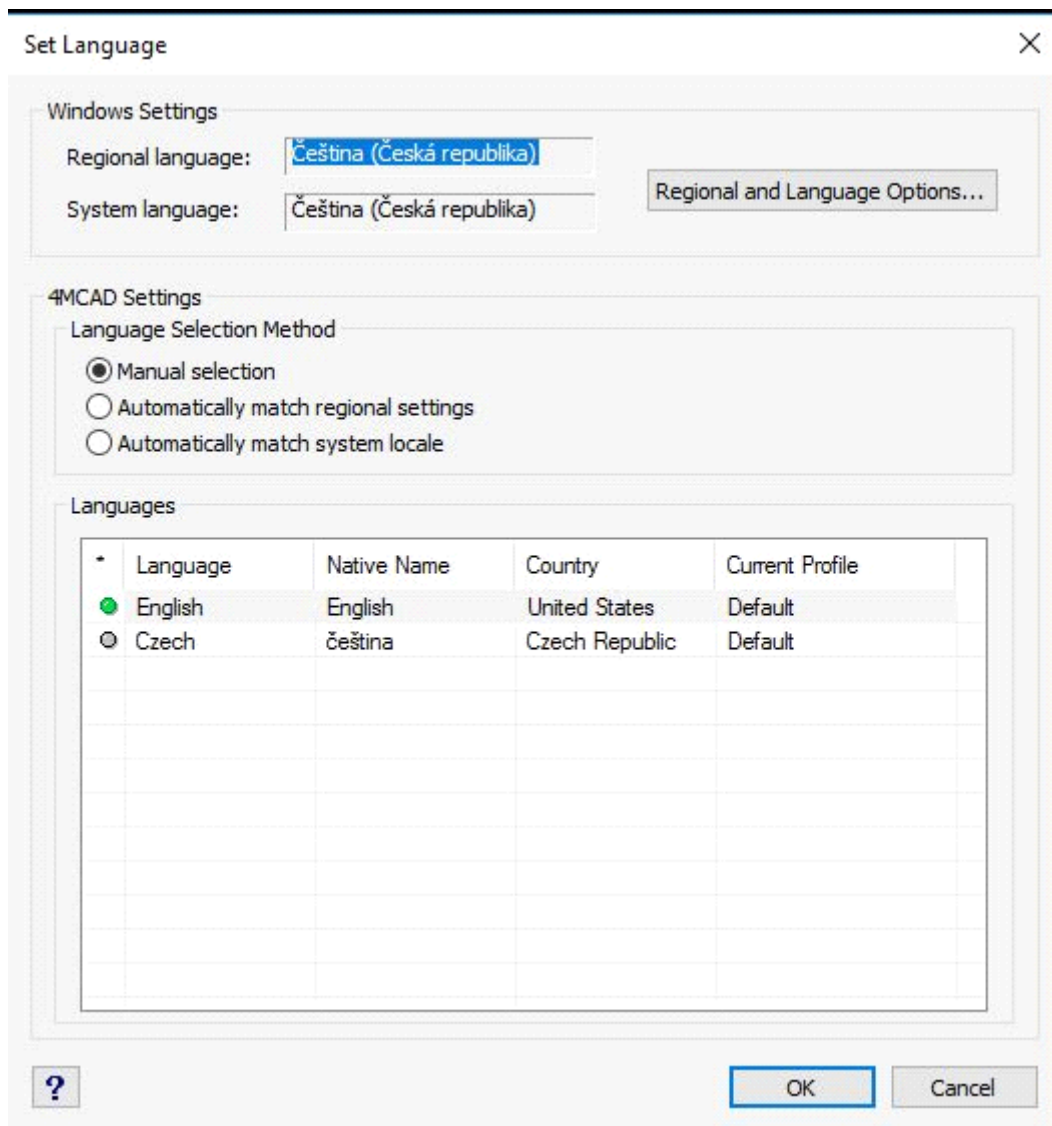 Set Language
Windows Settings
Regional language: Čeština (Česká republika)
Regional and Language Options...
System language: Čeština (Česká republika)
4MCAD Settings
Language Selection Method
Manual selection
Automatically match regional settings
Automatically match system locale
Languages
* Language Native Name Country Current Profile
English English United States Default
Czech čeština Czech Republic Default
? OK Cancel